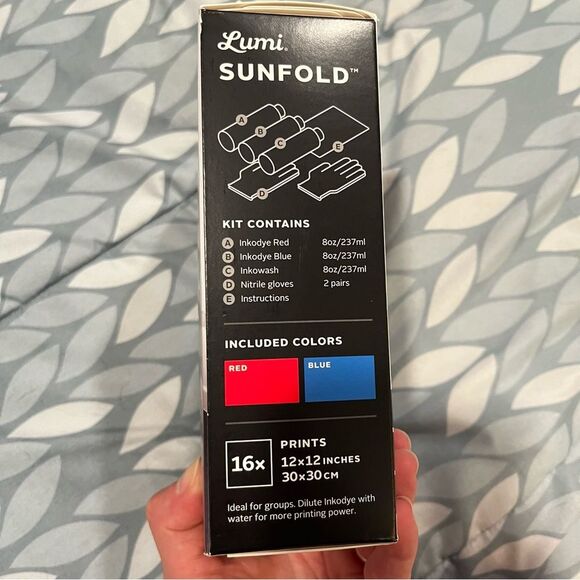 Lumi®
SUNFOLD™
A
B
C
E
D
KIT CONTAINS
A Inkodye Red 8oz/237ml
B Inkodye Blue 8oz/237ml
C Inkowash 8oz/237ml
D Nitrile gloves 2 pairs
E Instructions
INCLUDED COLORS
RED BLUE
16x
PRINTS
12x12 INCHES
30x30 CM
Ideal for groups. Dilute Inkodye with
water for more printing power.